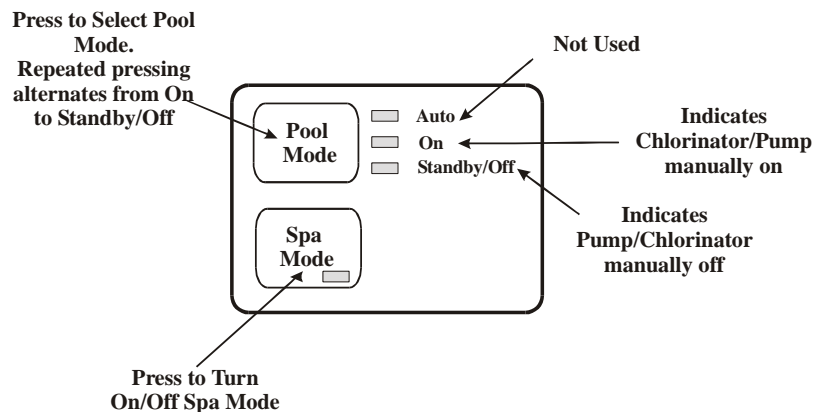 Press to Select Pool
Mode.
Repeated pressing
alternates from On
to Standby/Off
Not Used
Pool
Mode
Auto
On
Standby/Off
Indicates
Chlorinator/Pump
manually on
Indicates
Pump/Chlorinator
manually off
Spa
Mode
Press to Turn
On/Off Spa Mode